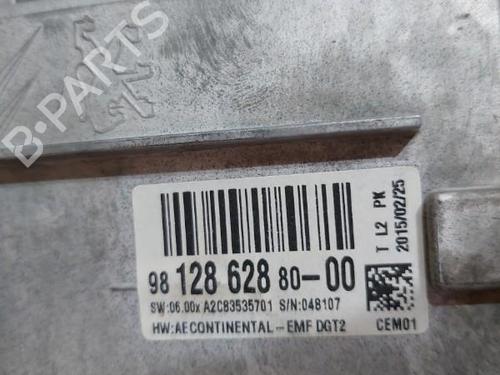 B-PARTS
98 128 628 80-00
SW:06.00x A2C83535701 S/N:048107
HW:AECONTINENTAL-EMF DGT2
T L2 PK
2015/02/25
CEM01